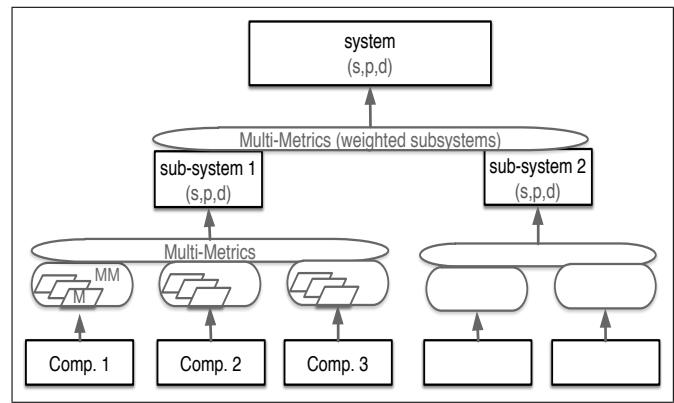 system
(s,p,d)
Multi-Metrics (weighted subsystems)
sub-system 1
(s,p,d)
sub-system 2
(s,p,d)
Multi-Metrics
MM
M
Comp. 1
Comp. 2
Comp. 3